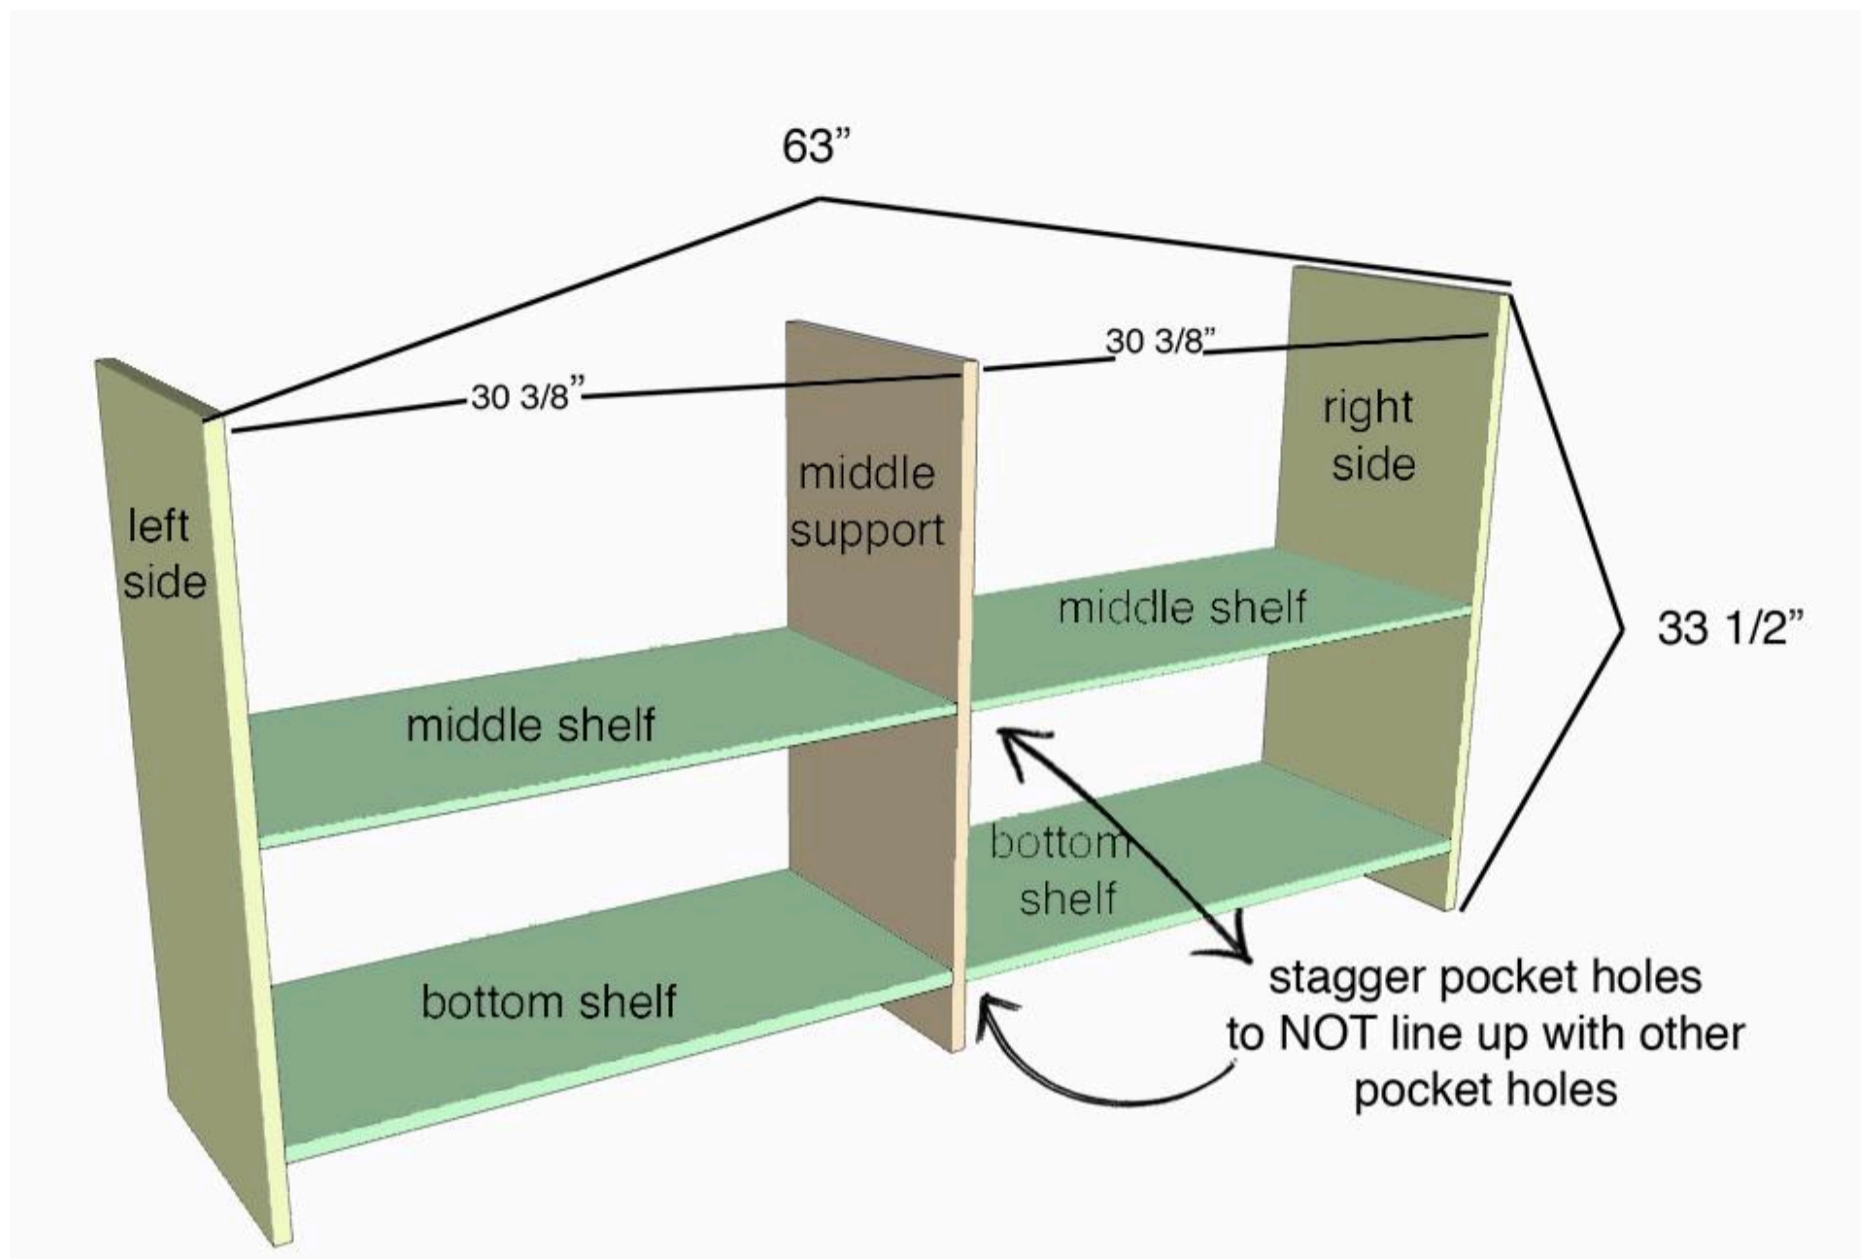 63”
30 3/8”
30 3/8”
right
side
middle
support
left
side
33 1/2”
middle shelf
middle shelf
bottom
shelf
bottom shelf
stagger pocket holes
to NOT line up with other
pocket holes